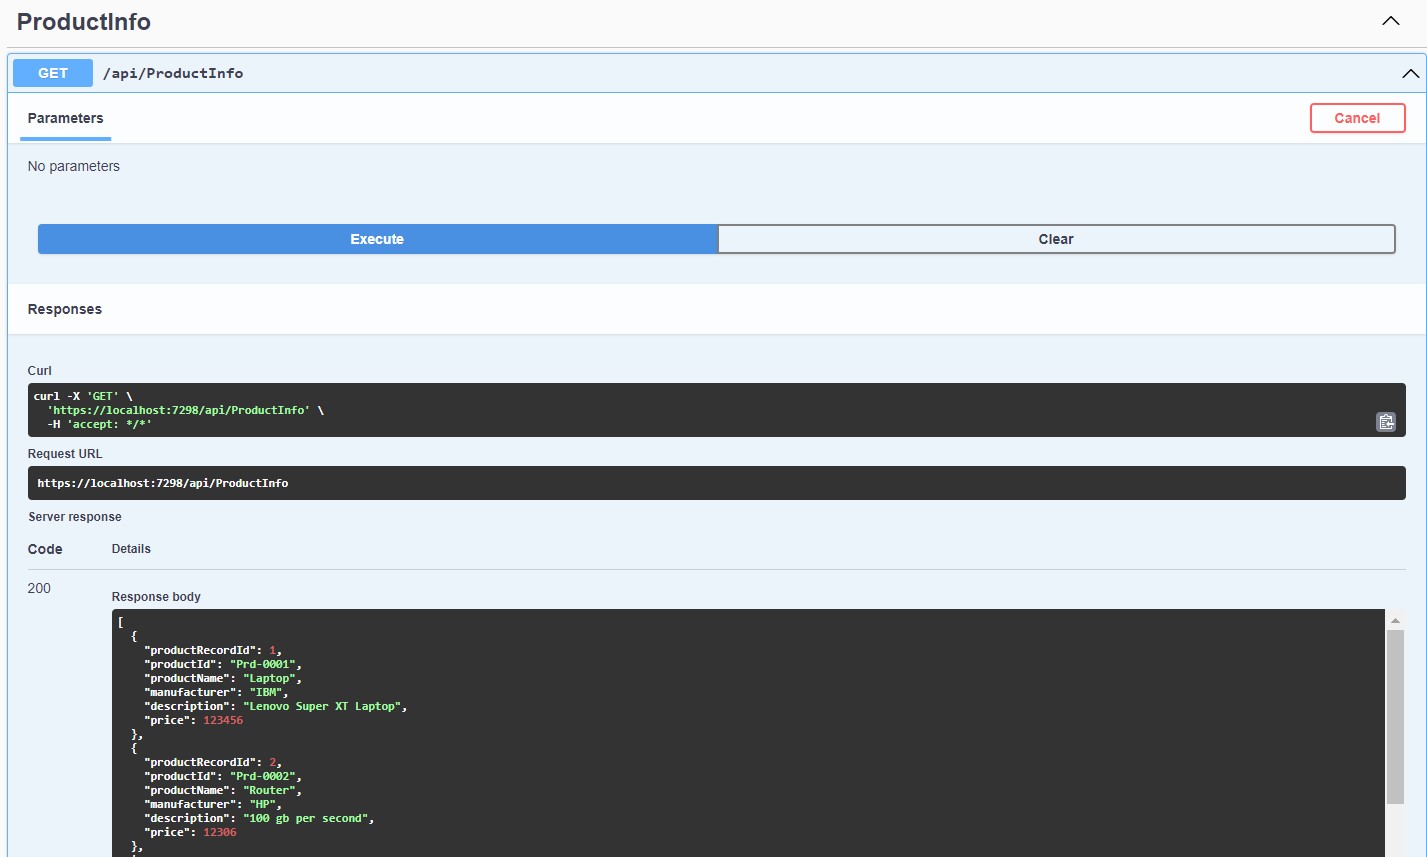 ProductInfo
GET /api/ProductInfo
Parameters Cancel
No parameters
Execute Clear
Responses
Curl
curl -X 'GET' \
  'https://localhost:7298/api/ProductInfo' \
  -H 'accept: */*'
Request URL
https://localhost:7298/api/ProductInfo
Server response
Code Details
200
Response body
[
  {
    "productRecordId": 1,
    "productId": "Prd-0001",
    "productName": "Laptop",
    "manufacturer": "IBM",
    "description": "Lenovo Super XT Laptop",
    "price": 123456
  },
  {
    "productRecordId": 2,
    "productId": "Prd-0002",
    "productName": "Router",
    "manufacturer": "HP",
    "description": "100 gb per second",
    "price": 12306
  },